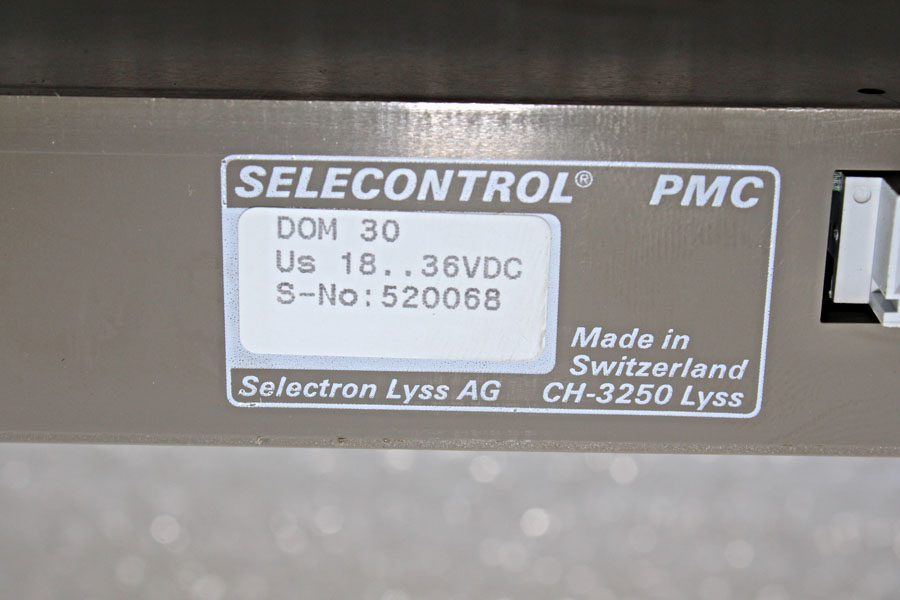 SELECONTROL® PMC
DOM 30
Us 18..36VDC
S-No:520068
Made in
Switzerland
Selectron Lyss AG CH-3250 Lyss